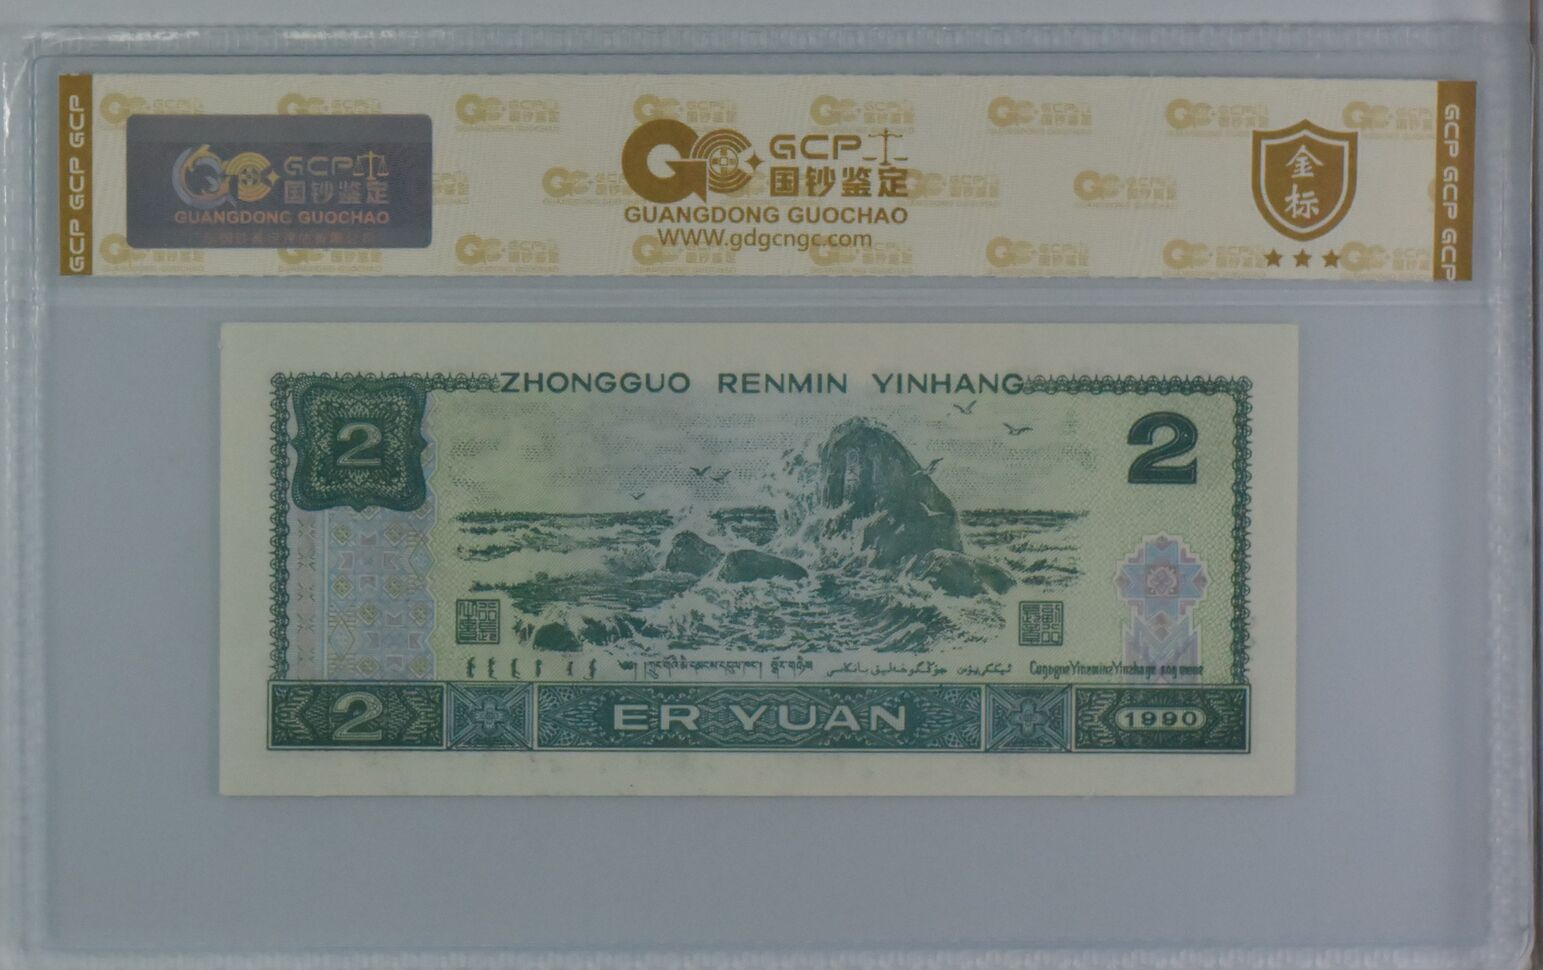 GCP GCP GCP
GCP 国钞鉴定
GUANGDONG GUOCHAO
GCP
国钞鉴定
GUANGDONG GUOCHAO
WWW.gdgcngc.com
金标
GCP GCP GCP
ZHONGGUO RENMIN YINHANG
2
2
2
ER YUAN
1990